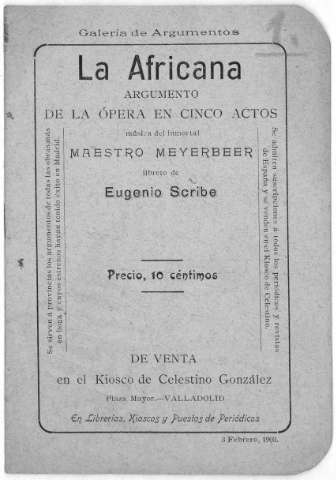 Galería de Argumentos
1.
La Africana
ARGUMENTO
DE LA ÓPERA EN CINCO ACTOS
música del inmortal
MAESTRO MEYERBEER
libreto de
Eugenio Scribe
Se sirven á provincias los argumentos de todas las obras más
en boga, y cuyos estrenos hayan tenido éxito en Madrid.
Se admiten suscripciones á todos los periódicos y revistas
de España y se venden en el Kiosco de Celestino.
Precio, 10 céntimos
DE VENTA
en el Kiosco de Celestino González
Plaza Mayor.—VALLADOLID
En Librerías, Kioscos y Puestos de Periódicos
3 Febrero,